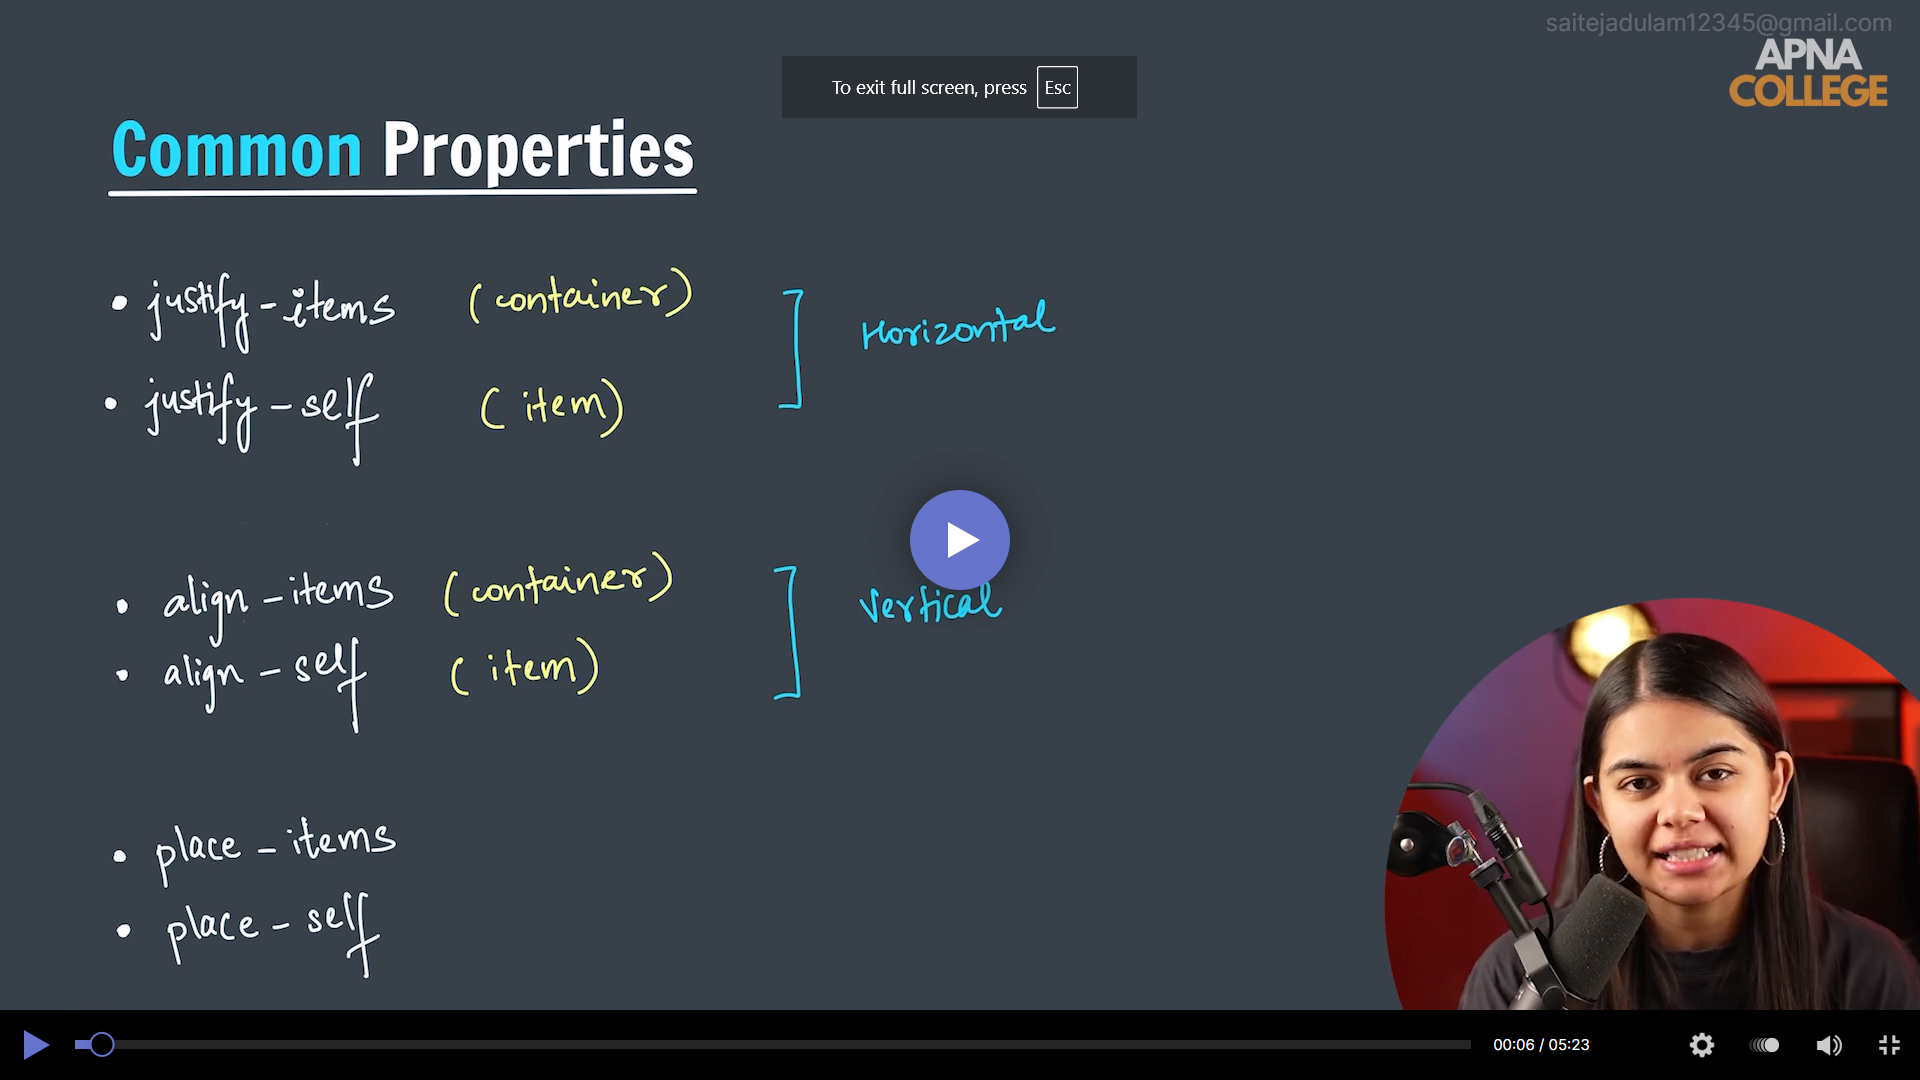 saitejadulam12345@gmail.com
APNA
COLLEGE
To exit full screen, press Esc
Common Properties
• justify-items (container)
Horizontal
• justify-self (item)
• align-items (container)
Vertical
• align-self (item)
• place-items
• place-self
00:06 / 05:23